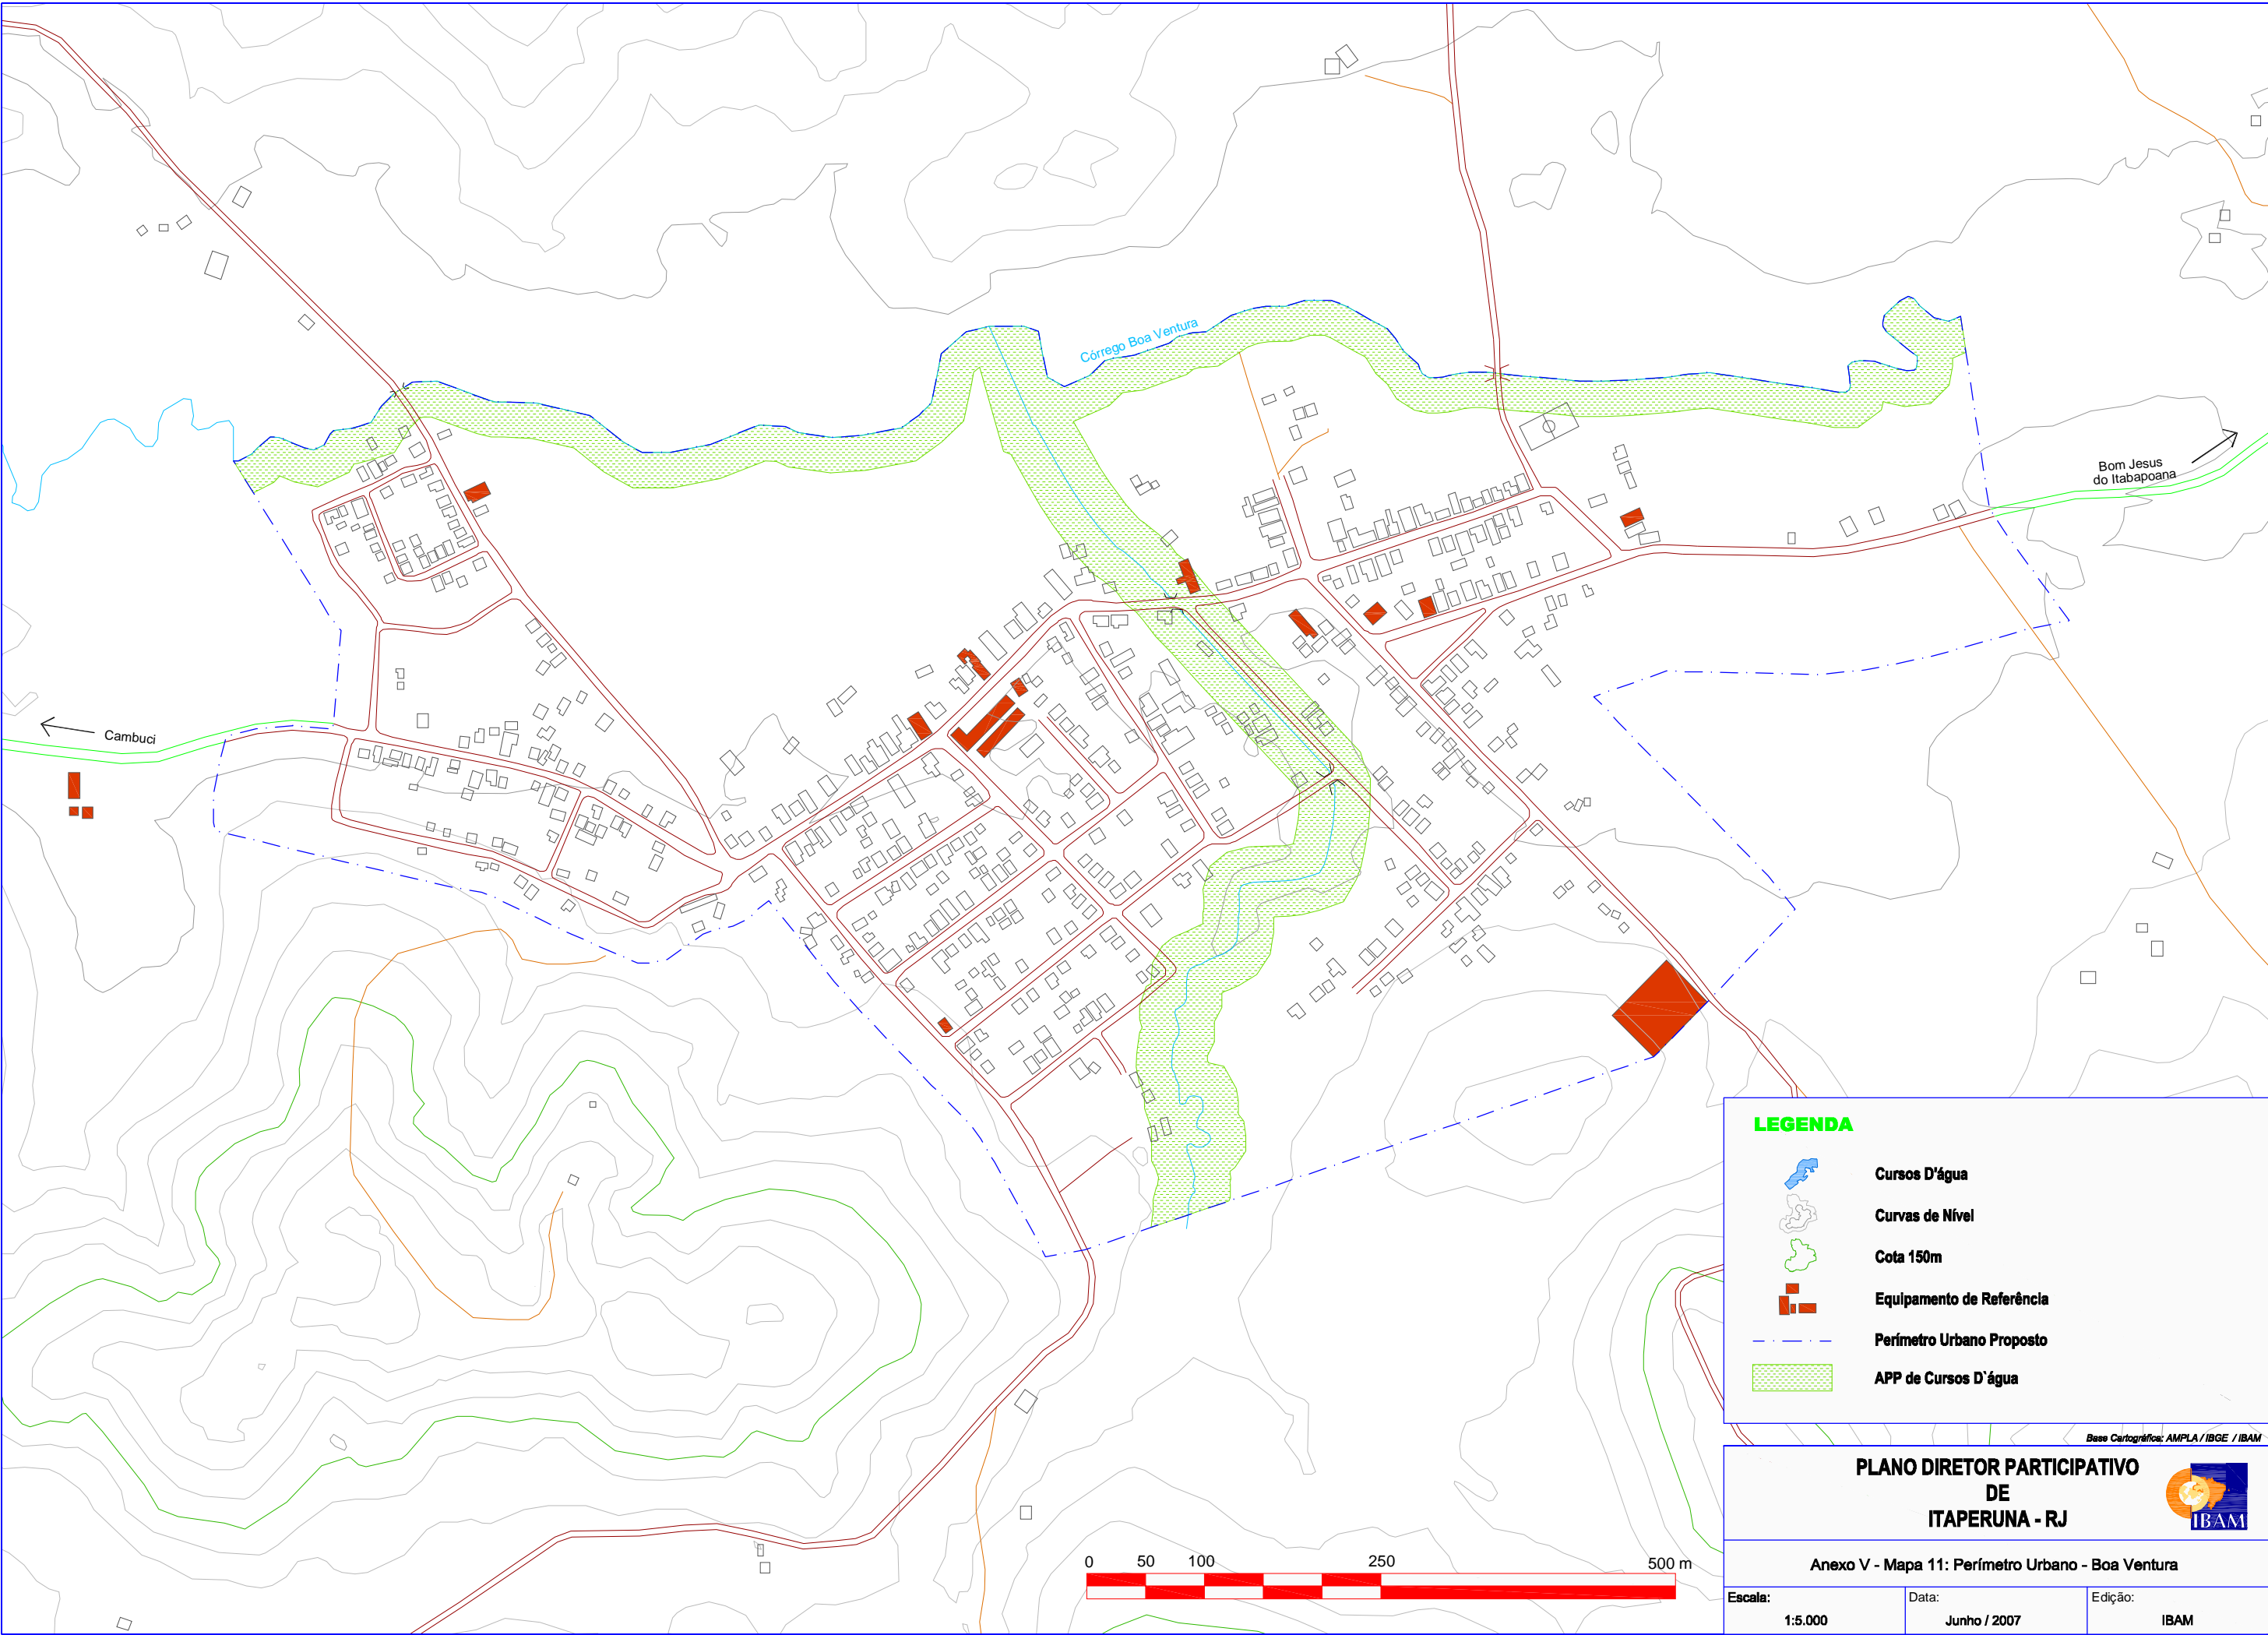 Córrego Boa Ventura
Bom Jesus
do Itabapoana
Cambuci
LEGENDA
Cursos D'água
Curvas de Nível
Cota 150m
Equipamento de Referência
Perímetro Urbano Proposto
APP de Cursos D`água
Base Cartográfica: AMPLA / IBGE / IBAM
PLANO DIRETOR PARTICIPATIVO
DE
ITAPERUNA - RJ
IBAM
Anexo V - Mapa 11: Perímetro Urbano - Boa Ventura
Escala:
1:5.000
Data:
Junho / 2007
Edição:
IBAM
0 50 100 250 500 m